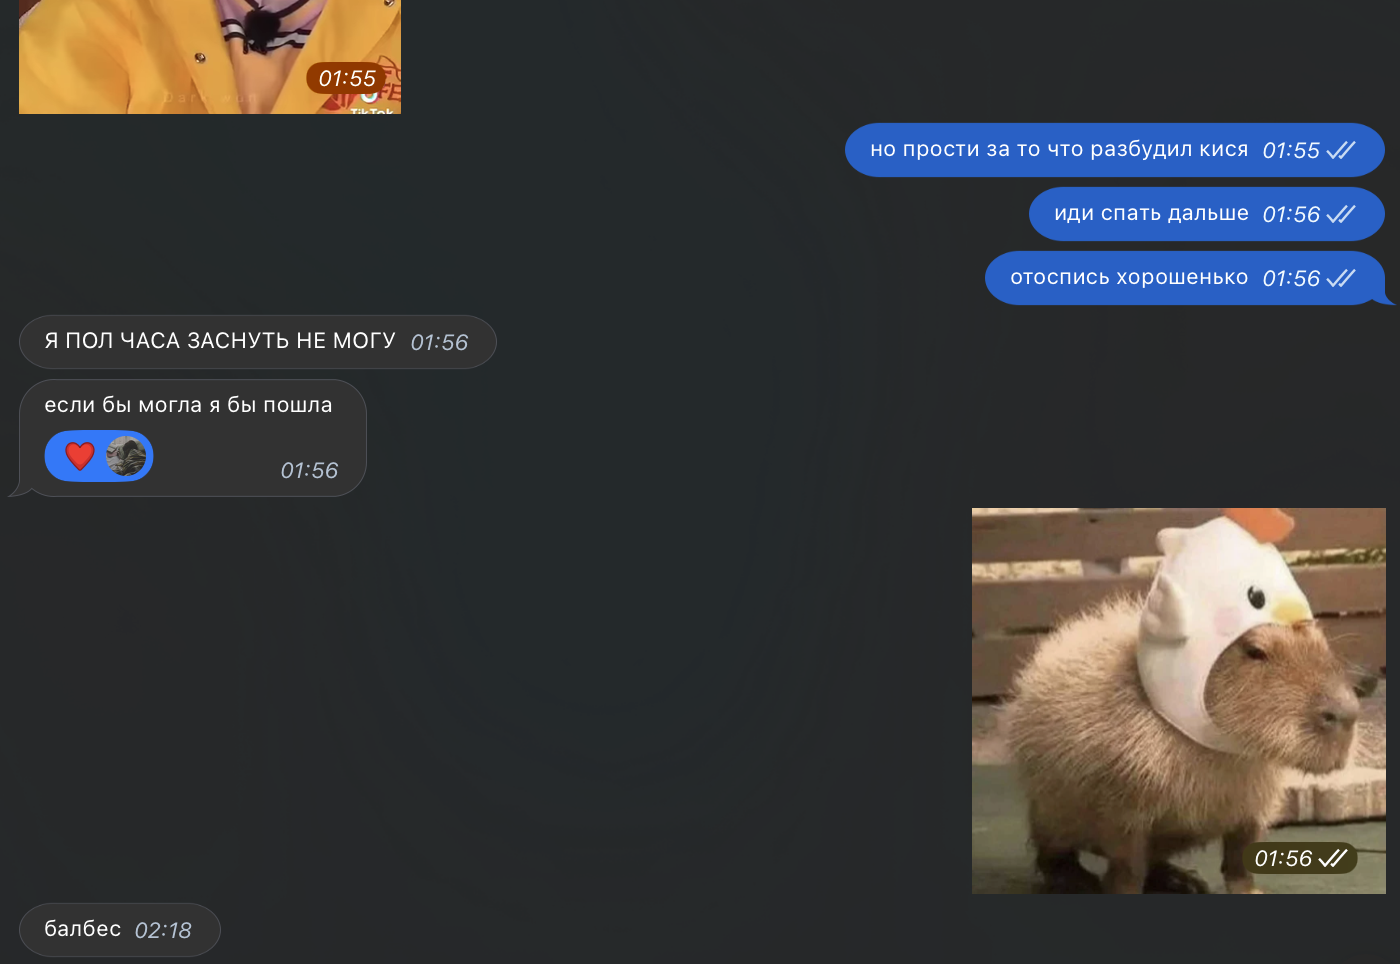 01:55
TikTok
но прости за то что разбудил кися 01:55
иди спать дальше 01:56
отоспись хорошенько 01:56
Я ПОЛ ЧАСА ЗАСНУТЬ НЕ МОГУ 01:56
если бы могла я бы пошла
01:56
01:56
балбес 02:18